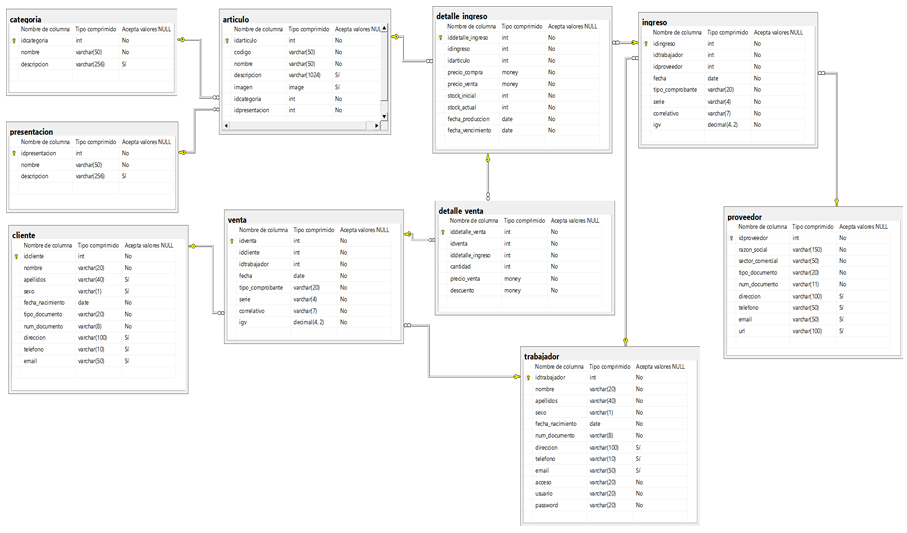 categoria
Nombre de columna Tipo comprimido Acepta valores NULL
idcategoria int No
nombre varchar(50) No
descripcion varchar(256) Sí
articulo
Nombre de columna Tipo comprimido Acepta valores NUL
idarticulo int No
codigo varchar(50) No
nombre varchar(50) No
descripcion varchar(1024) Sí
imagen image Sí
idcategoria int No
idpresentacion int No
detalle_ingreso
Nombre de columna Tipo comprimido Acepta valores NULL
iddetalle_ingreso int No
idingreso int No
idarticulo int No
precio_compra money No
precio_venta money No
stock_inicial int No
stock_actual int No
fecha_produccion date No
fecha_vencimiento date No
ingreso
Nombre de columna Tipo comprimido Acepta valores NULL
idingreso int No
idtrabajador int No
idproveedor int No
fecha date No
tipo_comprobante varchar(20) No
serie varchar(4) No
correlativo varchar(7) No
igv decimal(4, 2) No
presentacion
Nombre de columna Tipo comprimido Acepta valores NULL
idpresentacion int No
nombre varchar(50) No
descripcion varchar(256) Sí
cliente
Nombre de columna Tipo comprimido Acepta valores NULL
idcliente int No
nombre varchar(20) No
apellidos varchar(40) Sí
sexo varchar(1) Sí
fecha_nacimiento date No
tipo_documento varchar(20) No
num_documento varchar(8) No
direccion varchar(100) Sí
telefono varchar(10) Sí
email varchar(50) Sí
venta
Nombre de columna Tipo comprimido Acepta valores NULL
idventa int No
idcliente int No
idtrabajador int No
fecha date No
tipo_comprobante varchar(20) No
serie varchar(4) No
correlativo varchar(7) No
igv decimal(4, 2) No
detalle_venta
Nombre de columna Tipo comprimido Acepta valores NULL
iddetalle_venta int No
idventa int No
iddetalle_ingreso int No
cantidad int No
precio_venta money No
descuento money No
proveedor
Nombre de columna Tipo comprimido Acepta valores NULL
idproveedor int No
razon_social varchar(150) No
sector_comercial varchar(50) No
tipo_documento varchar(20) No
num_documento varchar(11) No
direccion varchar(100) Sí
telefono varchar(50) Sí
email varchar(50) Sí
url varchar(100) Sí
trabajador
Nombre de columna Tipo comprimido Acepta valores NULL
idtrabajador int No
nombre varchar(20) No
apellidos varchar(40) No
sexo varchar(1) No
fecha_nacimiento date No
num_documento varchar(8) No
direccion varchar(100) Sí
telefono varchar(10) Sí
email varchar(50) Sí
acceso varchar(20) No
usuario varchar(20) No
password varchar(20) No